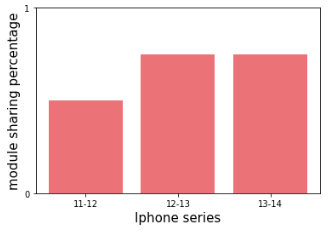 1
module sharing percentage
0
11-12 12-13 13-14
Iphone series